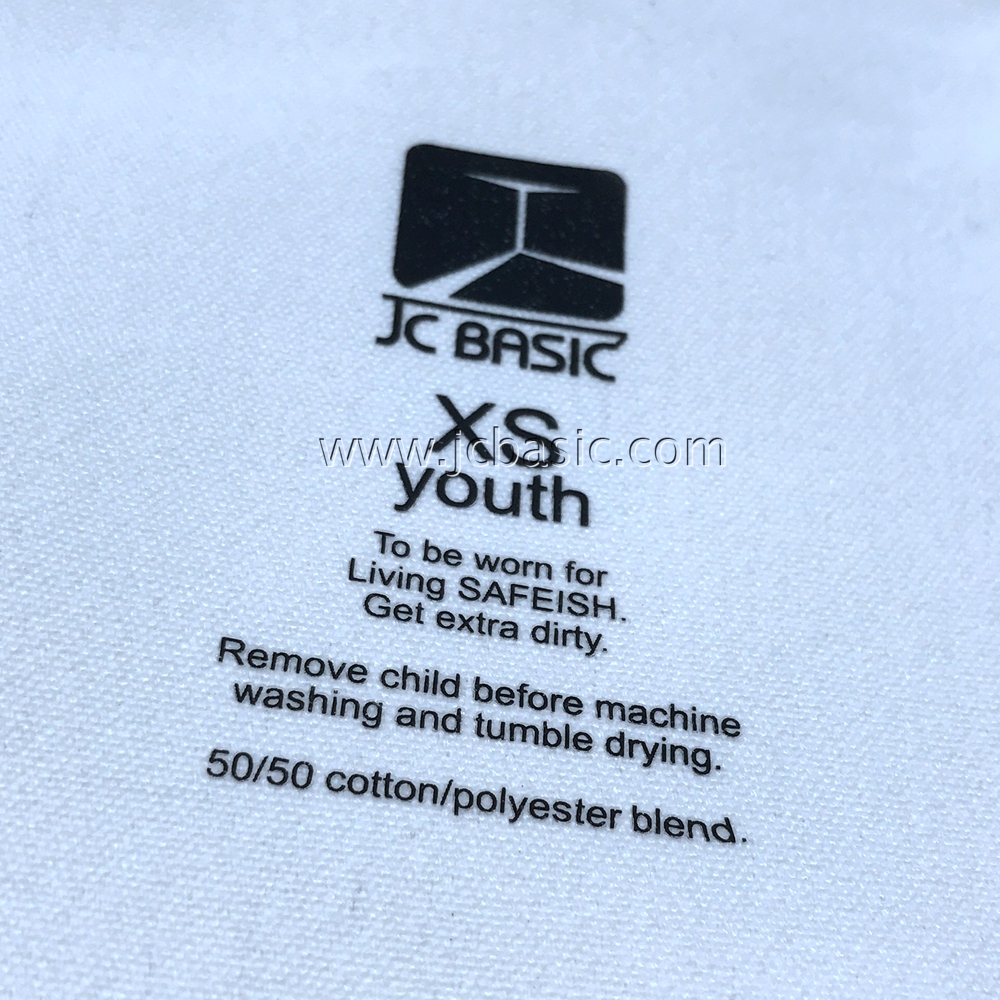 JC BASIC
XS
www.jcbasic.com
youth
To be worn for
Living SAFEISH.
Get extra dirty.
Remove child before machine
washing and tumble drying.
50/50 cotton/polyester blend.